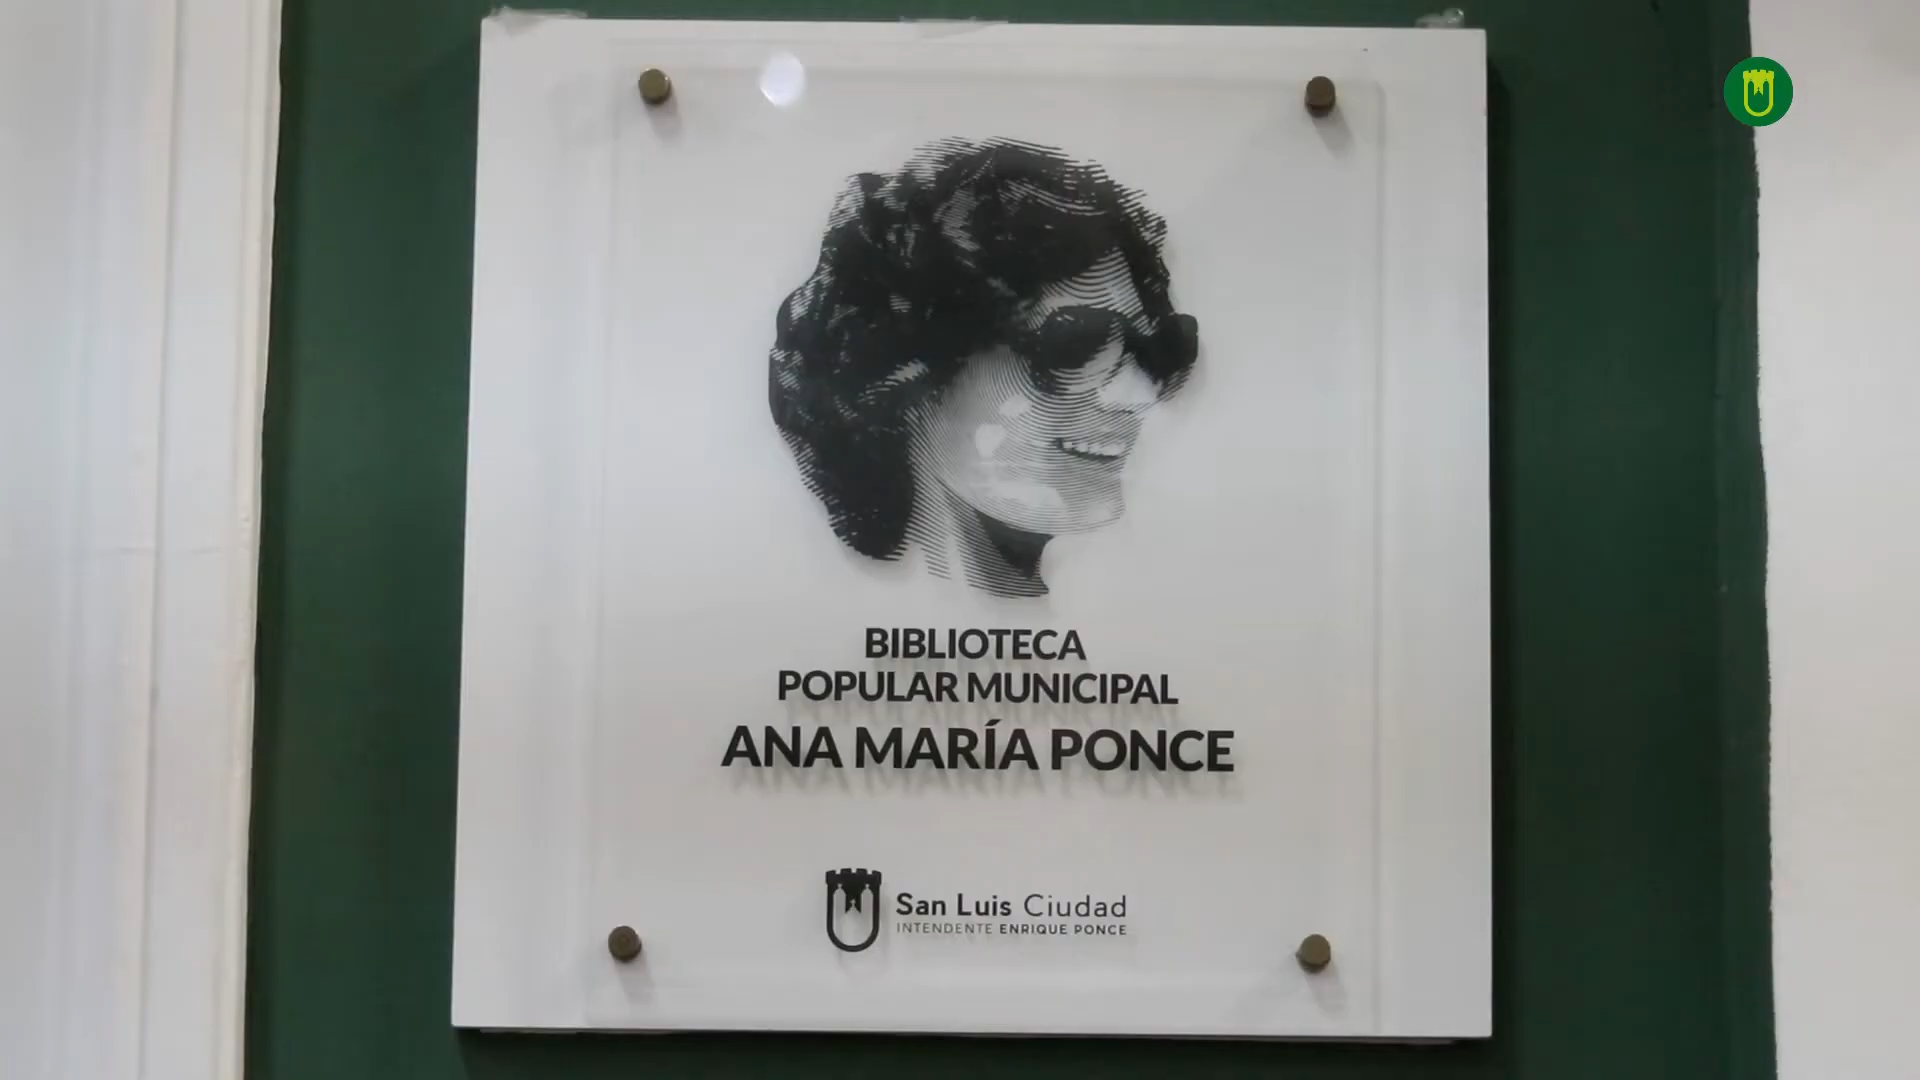 BIBLIOTECA
POPULAR MUNICIPAL
ANA MARÍA PONCE
San Luis Ciudad
INTENDENTE ENRIQUE PONCE